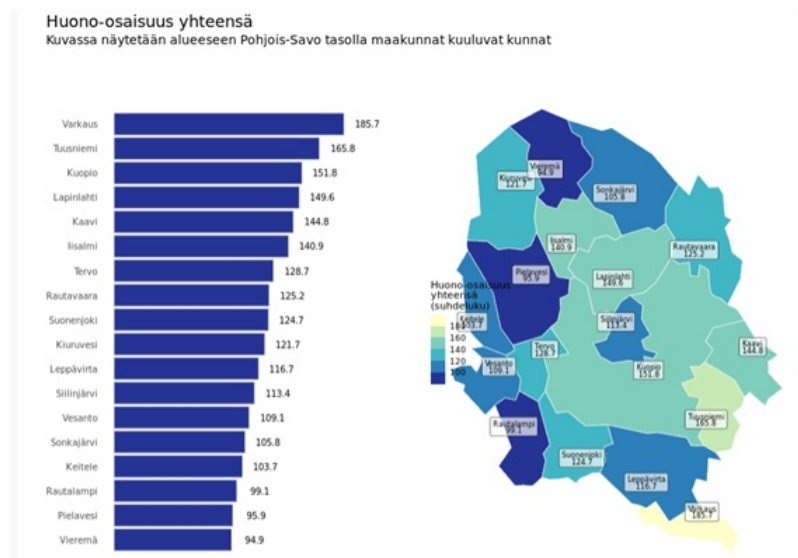 Huono-osaisuus yhteensä
Kuvassa näytetään alueeseen Pohjois-Savo tasolla maakunnat kuuluvat kunnat
Varkaus 185.7
Tuusniemi 165.8
Kuopio 151.8
Lapinlahti 149.6
Kaavi 144.8
Iisalmi 140.9
Tervo 128.7
Rautavaara 125.2
Suonenjoki 124.7
Kiuruvesi 121.7
Leppävirta 116.7
Siilinjärvi 113.4
Vesanto 109.1
Sonkajärvi 105.8
Keitele 103.7
Rautalampi 99.1
Pielavesi 95.9
Vieremä 94.9
Vieremä
94.9
Kiuruvesi
121.7
Sonkajärvi
105.8
Iisalmi
140.9
Rautavaara
125.2
Pielavesi
95.9
Lapinlahti
149.6
Huono-osaisuus
yhteensä
(suhdeluku)
180
160
140
120
100
Keitele
103.7
Siilinjärvi
113.4
Tervo
128.7
Kaavi
144.8
Vesanto
109.1
Kuopio
151.8
Tuusniemi
165.8
Rautalampi
99.1
Suonenjoki
124.7
Leppävirta
116.7
Varkaus
185.7